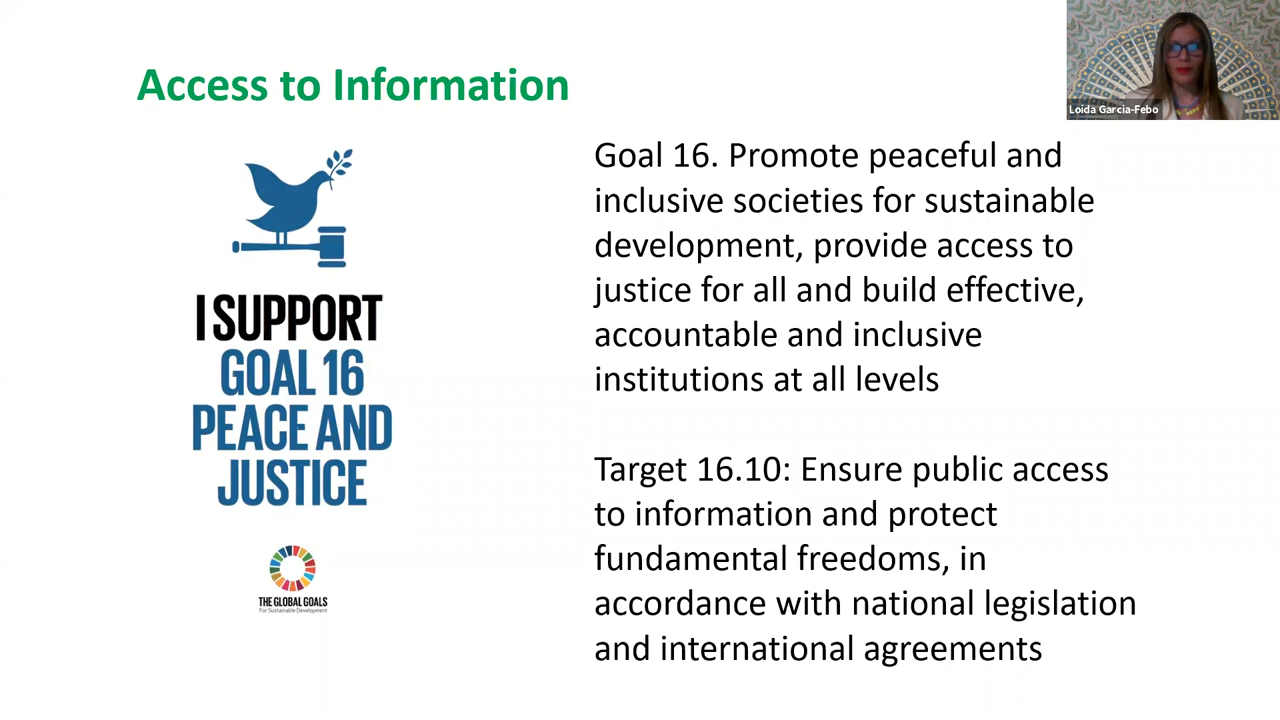 Access to Information
Loida Garcia-Febo
I SUPPORT
GOAL 16
PEACE AND
JUSTICE
THE GLOBAL GOALS
For Sustainable Development
Goal 16. Promote peaceful and
inclusive societies for sustainable
development, provide access to
justice for all and build effective,
accountable and inclusive
institutions at all levels
Target 16.10: Ensure public access
to information and protect
fundamental freedoms, in
accordance with national legislation
and international agreements